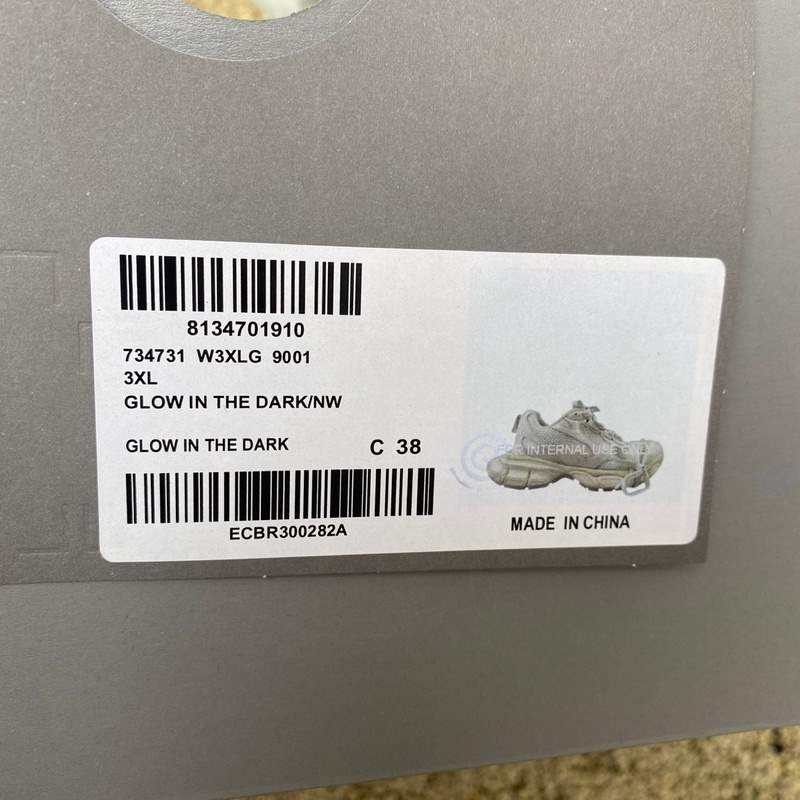 8134701910
734731 W3XLG 9001
3XL
GLOW IN THE DARK/NW
GLOW IN THE DARK C 38
ECBR300282A
FOR INTERNAL USE ONLY
MADE IN CHINA